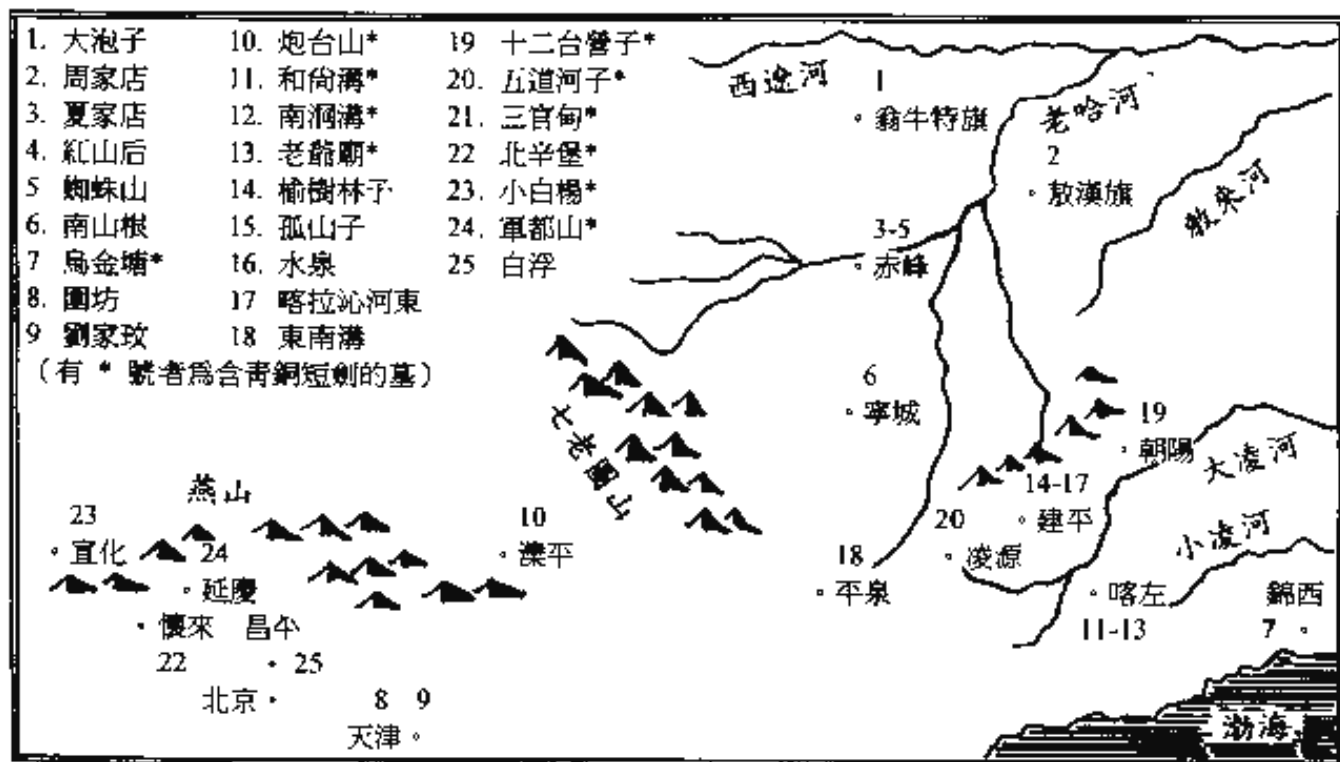 1. 大泡子 10. 炮台山* 19 十二台營子*
2. 周家店 11. 和尙溝* 20. 五道河子*
3. 夏家店 12. 南洞溝* 21. 三官甸*
4. 紅山后 13. 老爺廟* 22 北辛堡*
5 蜘蛛山 14. 榆樹林子 23. 小白楊*
6. 南山根 15. 孤山子 24. 軍都山*
7 烏金塘* 16. 水泉 25 白浮
8. 圍坊 17 喀拉沁河東
9 劉家坟 18 東南溝
(有 * 號者爲含靑銅短劍的墓)
西遼河
1
翁牛特旗
老哈河
2
敖漢旗
教來河
3-5
赤峰
七老圖山
6
寧城
19
朝陽
大凌河
14-17
建平
小凌河
燕山
23
宣化
24
延慶
10
灤平
20
凌源
18
平泉
喀左
11-13
錦西
7
懷來 昌平
22 25
北京 8 9
天津
渤海